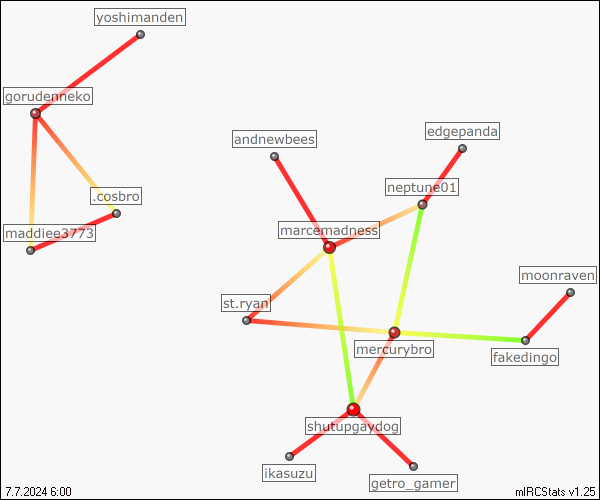 yoshimanden
gorudenneko
andnewbees
edgepanda
neptune01
.cosbro
maddiee3773
marcemadness
moonraven
st.ryan
mercurybro
fakedingo
shutupgaydog
ikasuzu
getro_gamer
7.7.2024 6:00
mIRCStats v1.25